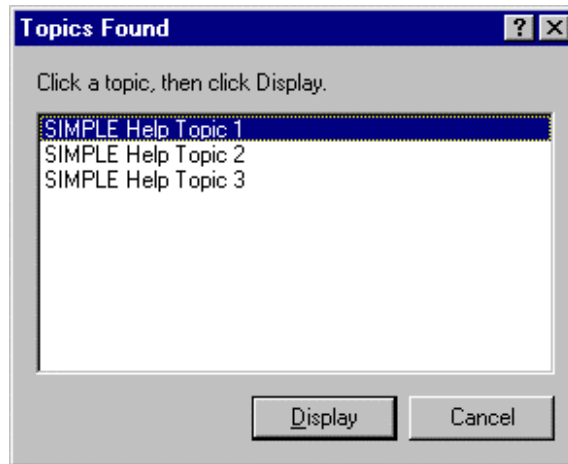 Topics Found
Click a topic, then click Display.
SIMPLE Help Topic 1
SIMPLE Help Topic 2
SIMPLE Help Topic 3
Display Cancel